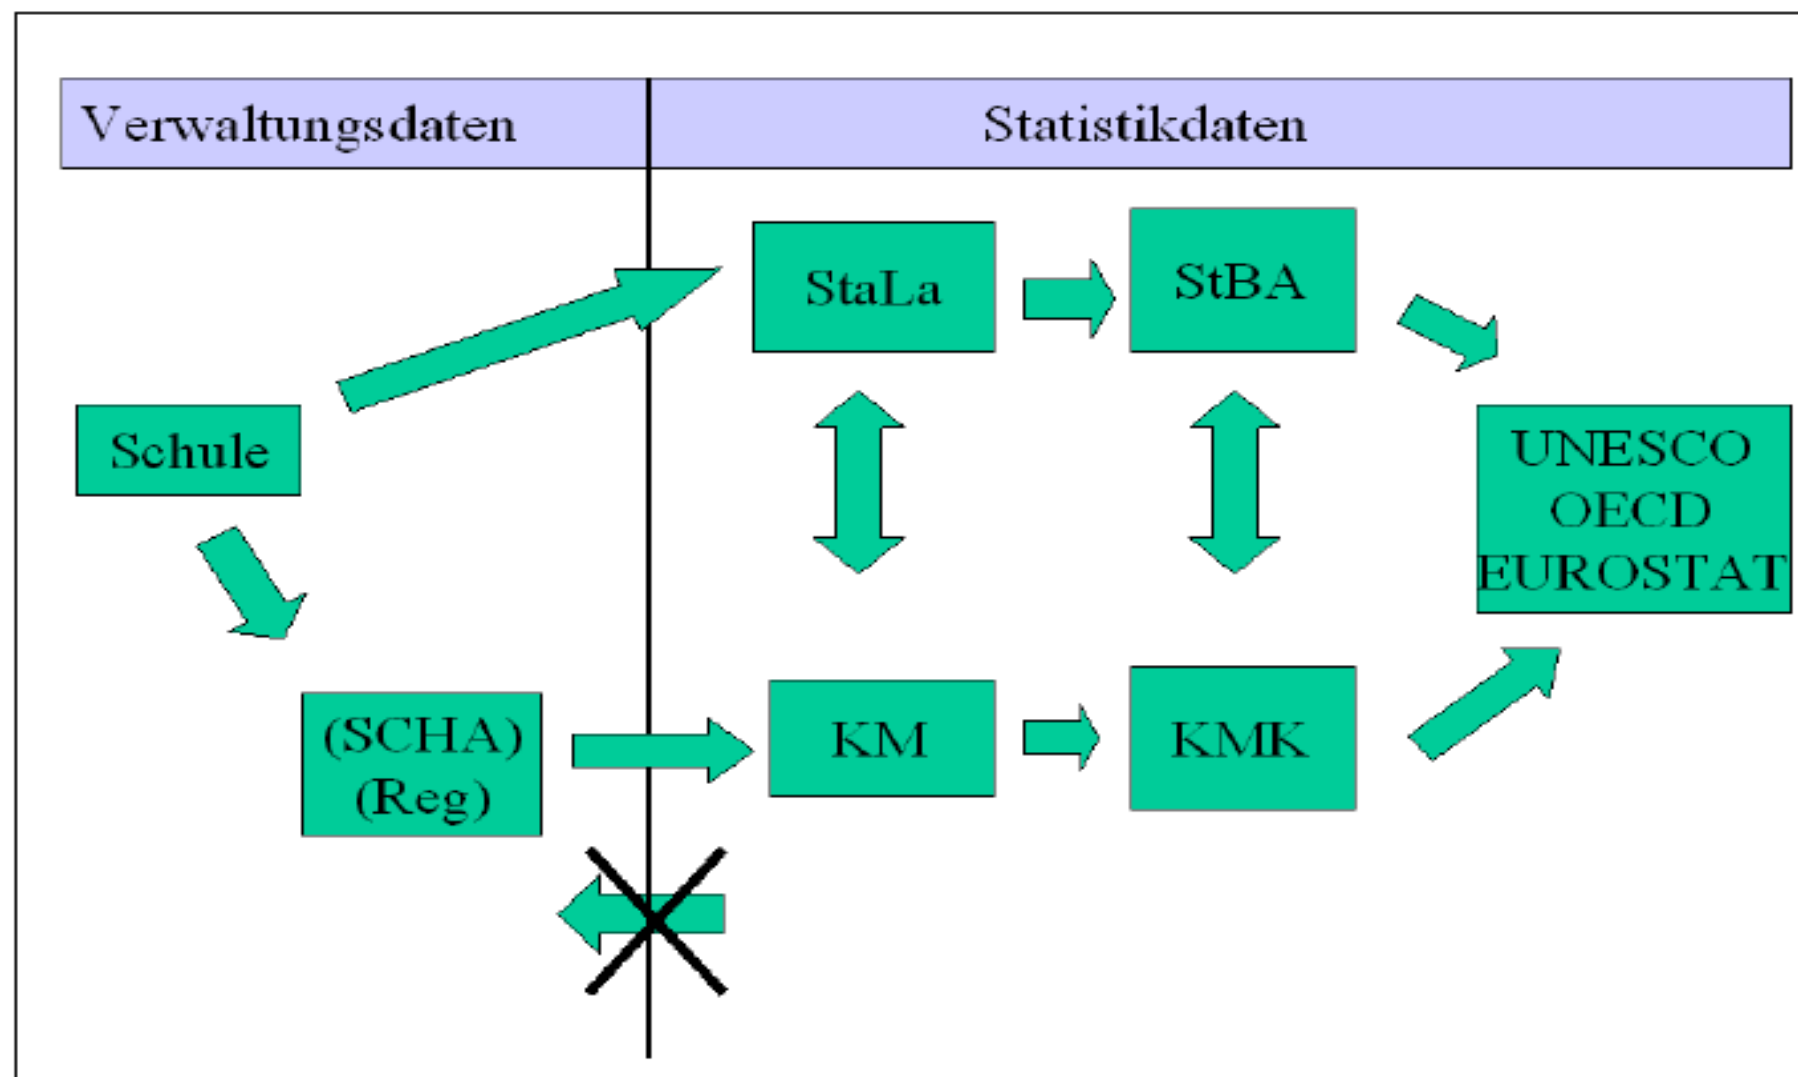 Verwaltungsdaten
Statistikdaten
StaLa
StBA
Schule
UNESCO
OECD
EUROSTAT
(SCHA)
(Reg)
KM
KMK